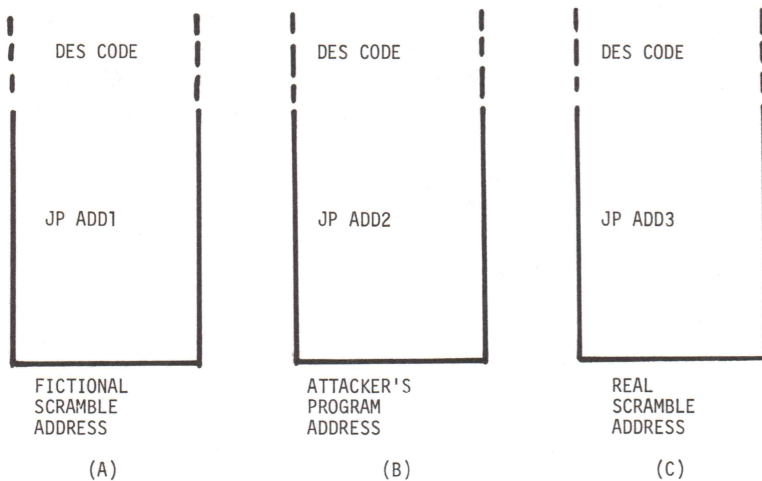 DES CODE
DES CODE
DES CODE
JP ADD1
JP ADD2
JP ADD3
FICTIONAL
SCRAMBLE
ADDRESS
ATTACKER'S
PROGRAM
ADDRESS
REAL
SCRAMBLE
ADDRESS
(A)
(B)
(C)